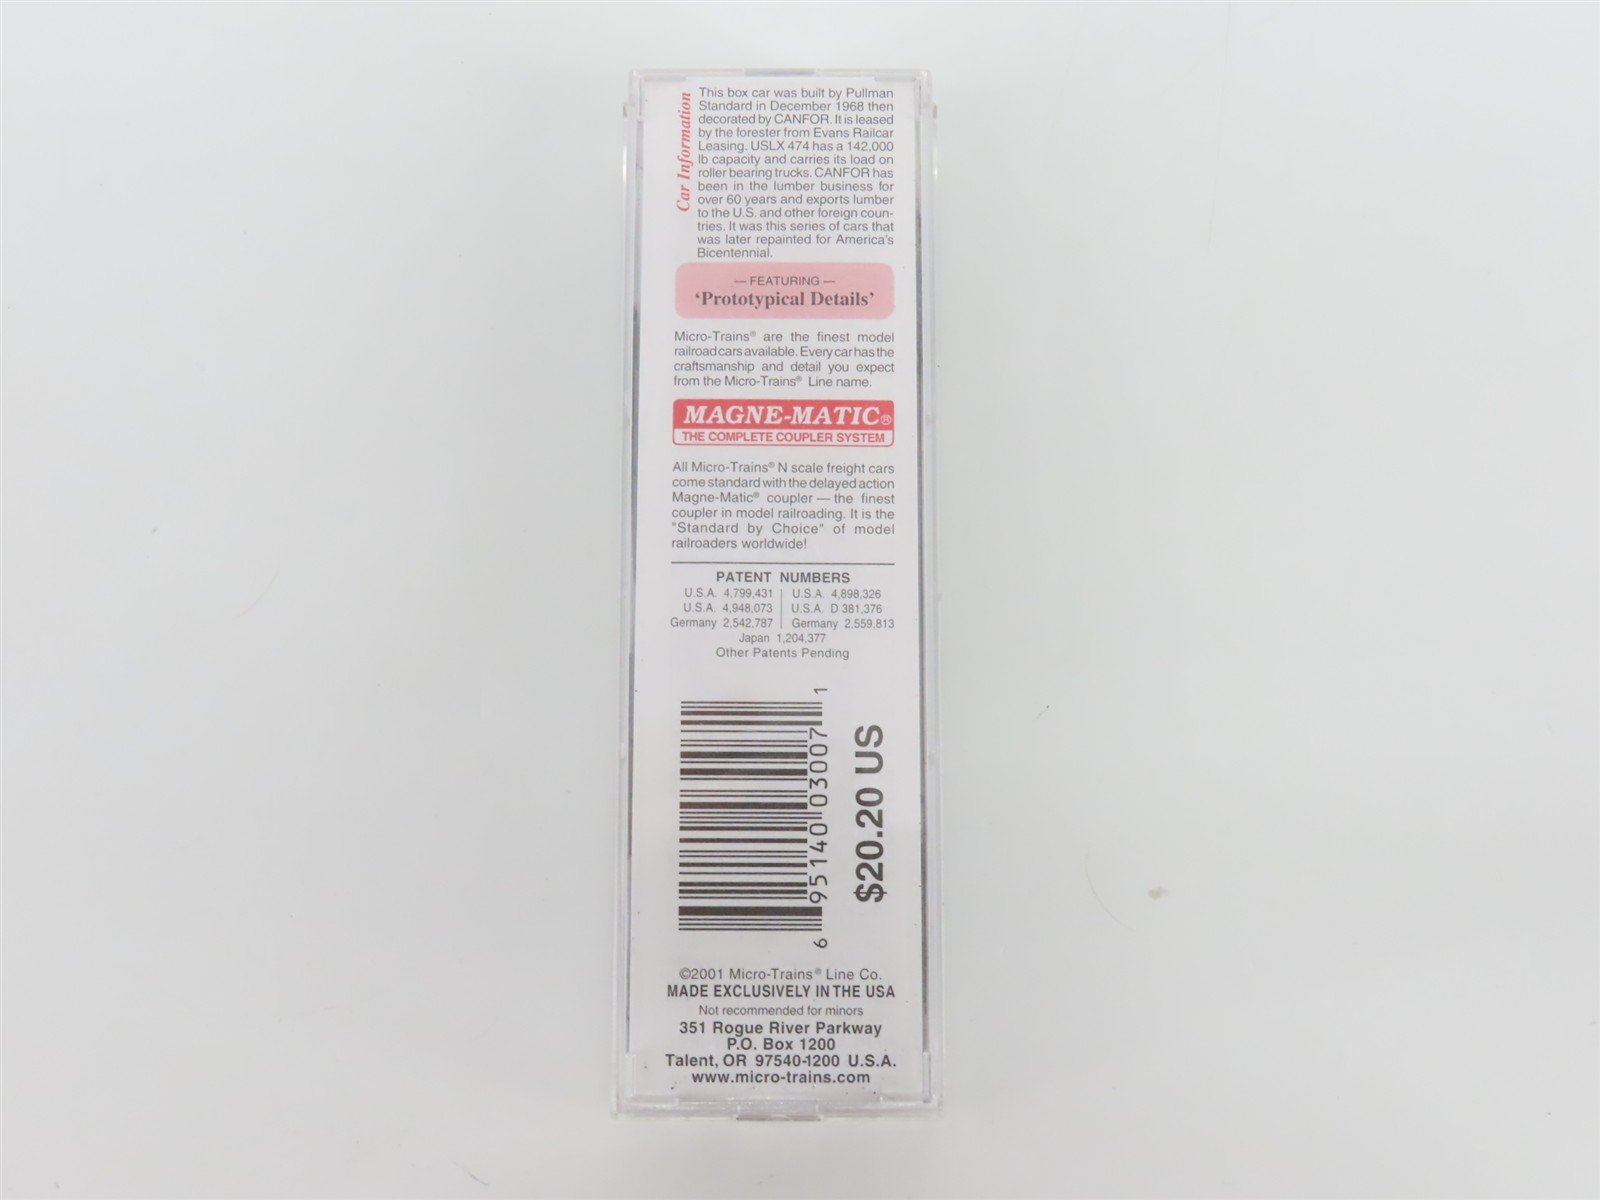 Car Information
This box car was built by Pullman
Standard in December 1968 then
decorated by CANFOR. It is leased
by the forester from Evans Railcar
Leasing. USLX 474 has a 142,000
lb capacity and carries its load on
roller bearing trucks. CANFOR has
been in the lumber business for
over 60 years and exports lumber
to the U.S. and other foreign coun-
tries. It was this series of cars that
was later repainted for America's
Bicentennial.
— FEATURING —
'Prototypical Details'
Micro-Trains® are the finest model
railroad cars available. Every car has the
craftsmanship and detail you expect
from the Micro-Trains® Line name.
MAGNE-MATIC®
THE COMPLETE COUPLER SYSTEM
All Micro-Trains® N scale freight cars
come standard with the delayed action
Magne-Matic® coupler — the finest
coupler in model railroading. It is the
"Standard by Choice" of model
railroaders worldwide!
PATENT NUMBERS
U.S.A. 4,799,431 | U.S.A. 4,898,326
U.S.A. 4,948,073 | U.S.A. D 381,376
Germany 2,542,787 | Germany 2,559,813
Japan 1,204,377
Other Patents Pending
6 95140 03007 1
$20.20 US
©2001 Micro-Trains® Line Co.
MADE EXCLUSIVELY IN THE USA
Not recommended for minors
351 Rogue River Parkway
P.O. Box 1200
Talent, OR 97540-1200 U.S.A.
www.micro-trains.com